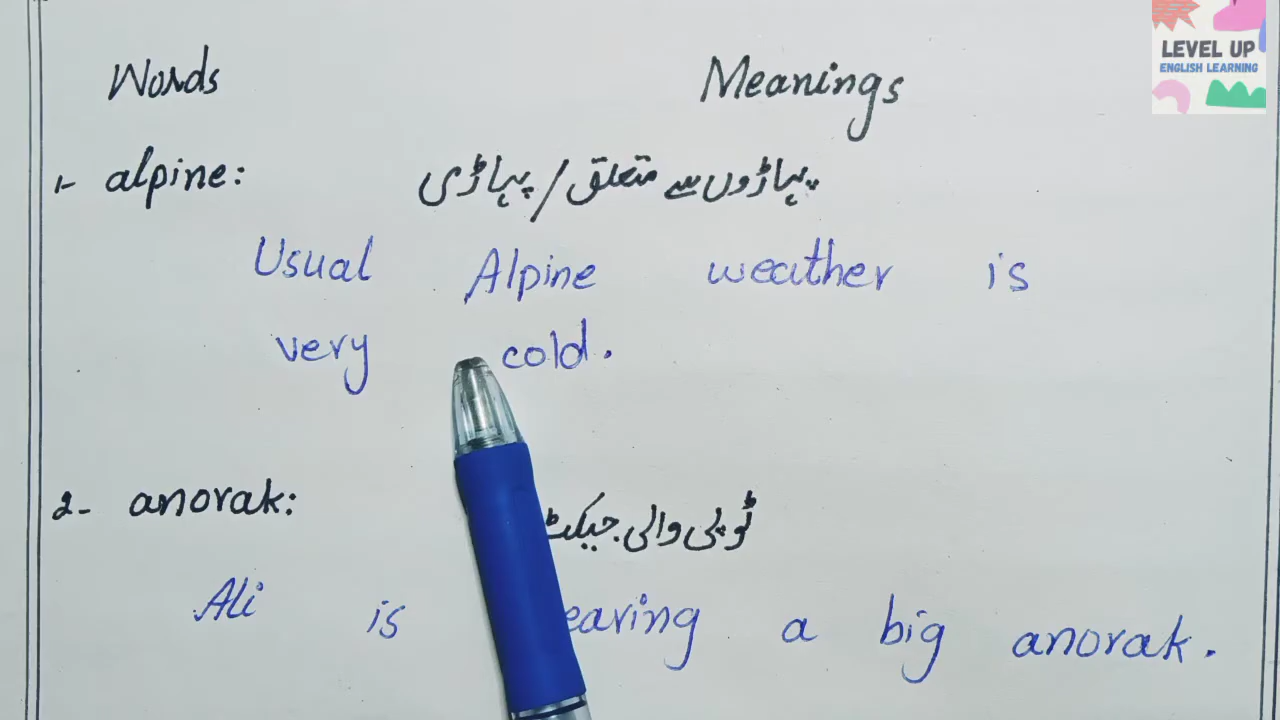 LEVEL UP
ENGLISH LEARNING
Words Meanings
1- alpine: پہاڑوں سے متعلق / پہاڑی
Usual Alpine weather is
very cold.
2- anorak: ٹوپی والی جیکٹ
Ali is earing a big anorak.